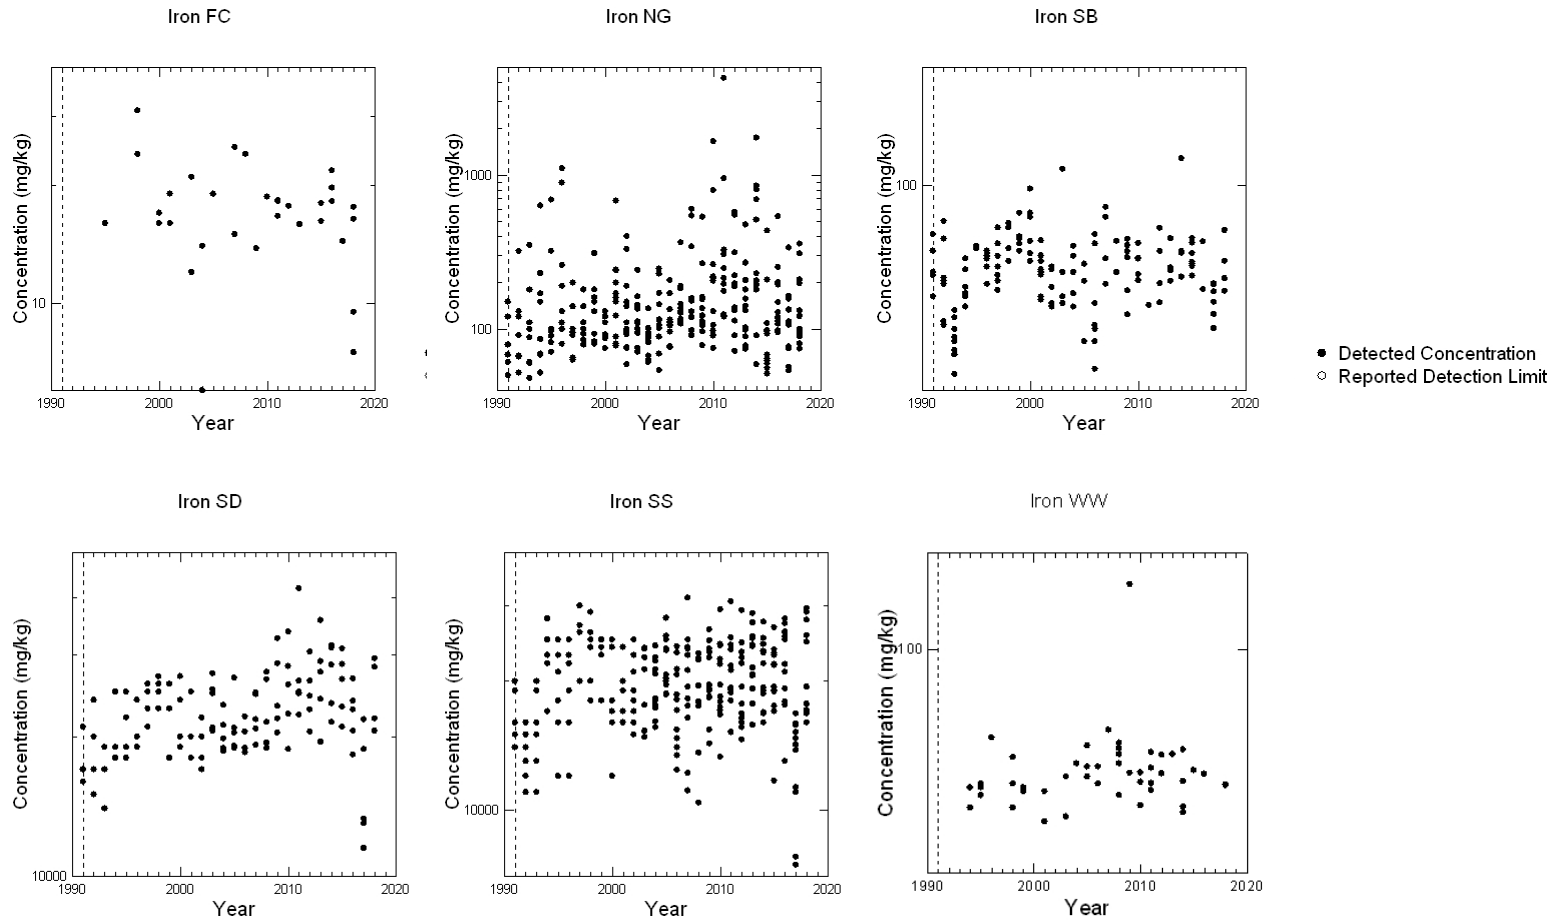 Iron FC
Iron NG
Iron SB
Concentration (mg/kg)
10
1990
2000
2010
2020
Year
Concentration (mg/kg)
1000
100
1990
2000
2010
2020
Year
Concentration (mg/kg)
100
1990
2000
2010
2020
Year
Detected Concentration
Reported Detection Limit
Iron SD
Iron SS
Iron WW
Concentration (mg/kg)
10000
1990
2000
2010
2020
Year
Concentration (mg/kg)
10000
1990
2000
2010
2020
Year
Concentration (mg/kg)
100
1990
2000
2010
2020
Year